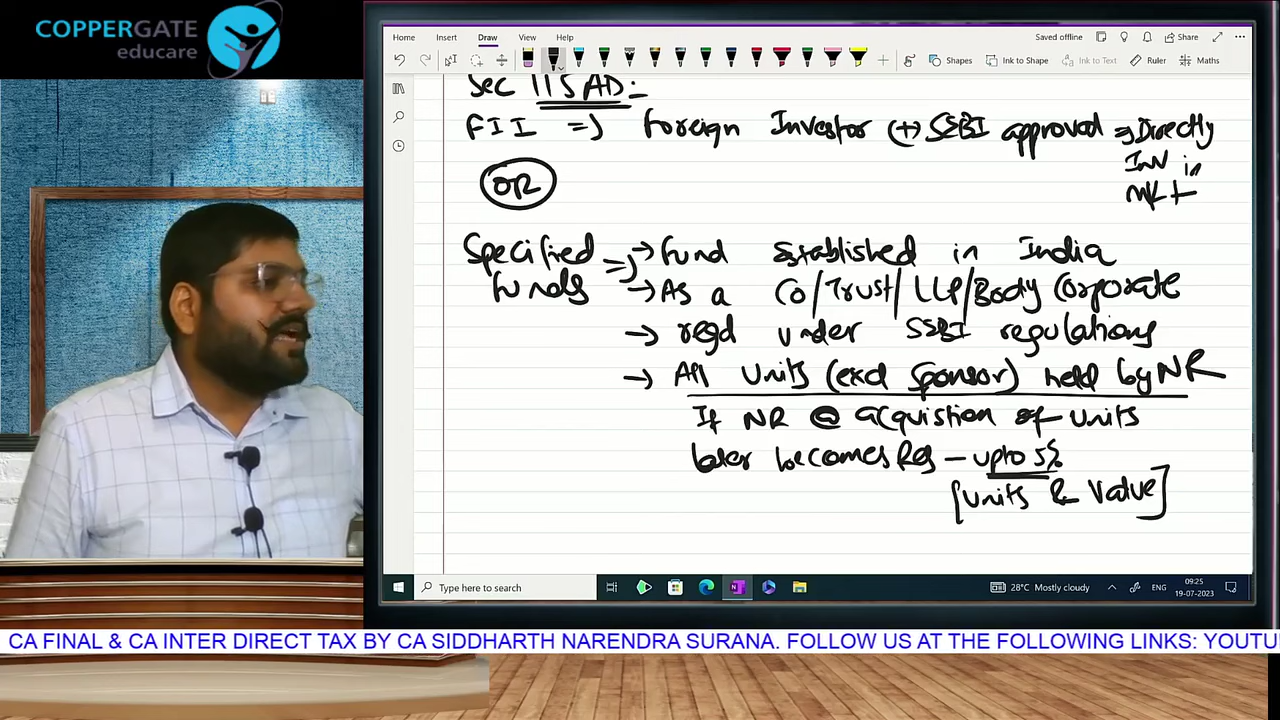 COPPERGATE
educare
Home Insert Draw View Help
Saved offline
Share
Shapes
Ink to Shape
Ink to Text
Ruler
Maths
Sec 115AD:-
FII => Foreign Investor (+) SEBI approved => Directly
Inv in
Mkt
OR
Specified funds => → Fund established in India
→ As a Co/Trust/LLP/Body Corporate
→ regd under SEBI regulations
→ All Units (excl Sponsor) held by NR
If NR @ acquistion of units
later becomes Res - upto 5%
[units & value]
Type here to search
28°C Mostly cloudy
ENG
09:25
19-07-2023
CA FINAL & CA INTER DIRECT TAX BY CA SIDDHARTH NARENDRA SURANA. FOLLOW US AT THE FOLLOWING LINKS: YOUTU